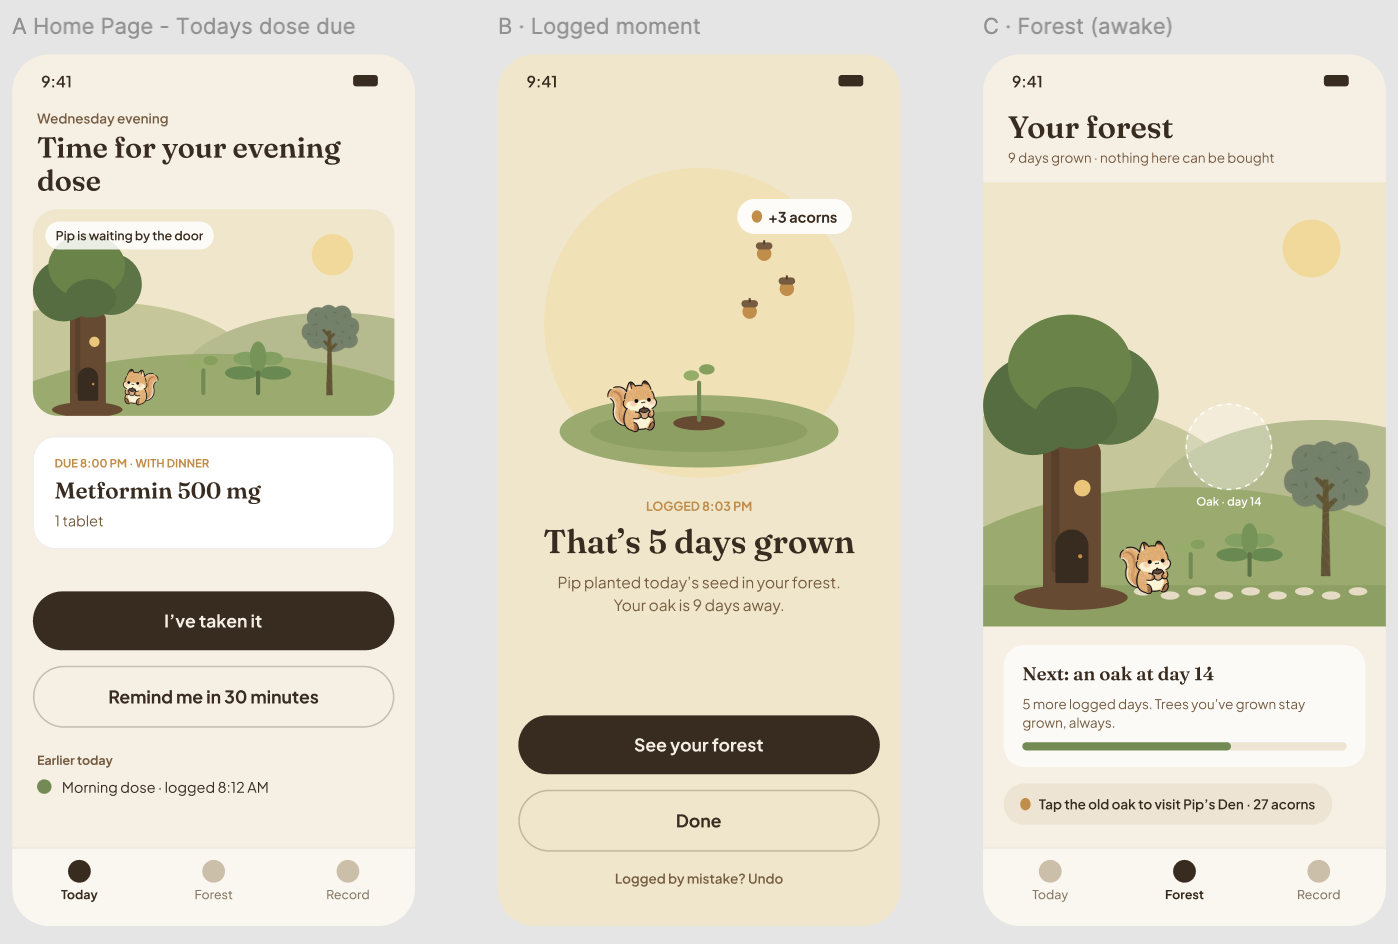 A Home Page - Todays dose due
9:41
Wednesday evening
Time for your evening
dose
Pip is waiting by the door
DUE 8:00 PM · WITH DINNER
Metformin 500 mg
1 tablet
I’ve taken it
Remind me in 30 minutes
Earlier today
Morning dose · logged 8:12 AM
Today
Forest
Record
B · Logged moment
9:41
+3 acorns
LOGGED 8:03 PM
That’s 5 days grown
Pip planted today’s seed in your forest.
Your oak is 9 days away.
See your forest
Done
Logged by mistake? Undo
C · Forest (awake)
9:41
Your forest
9 days grown · nothing here can be bought
Oak · day 14
Next: an oak at day 14
5 more logged days. Trees you’ve grown stay
grown, always.
Tap the old oak to visit Pip’s Den · 27 acorns
Today
Forest
Record